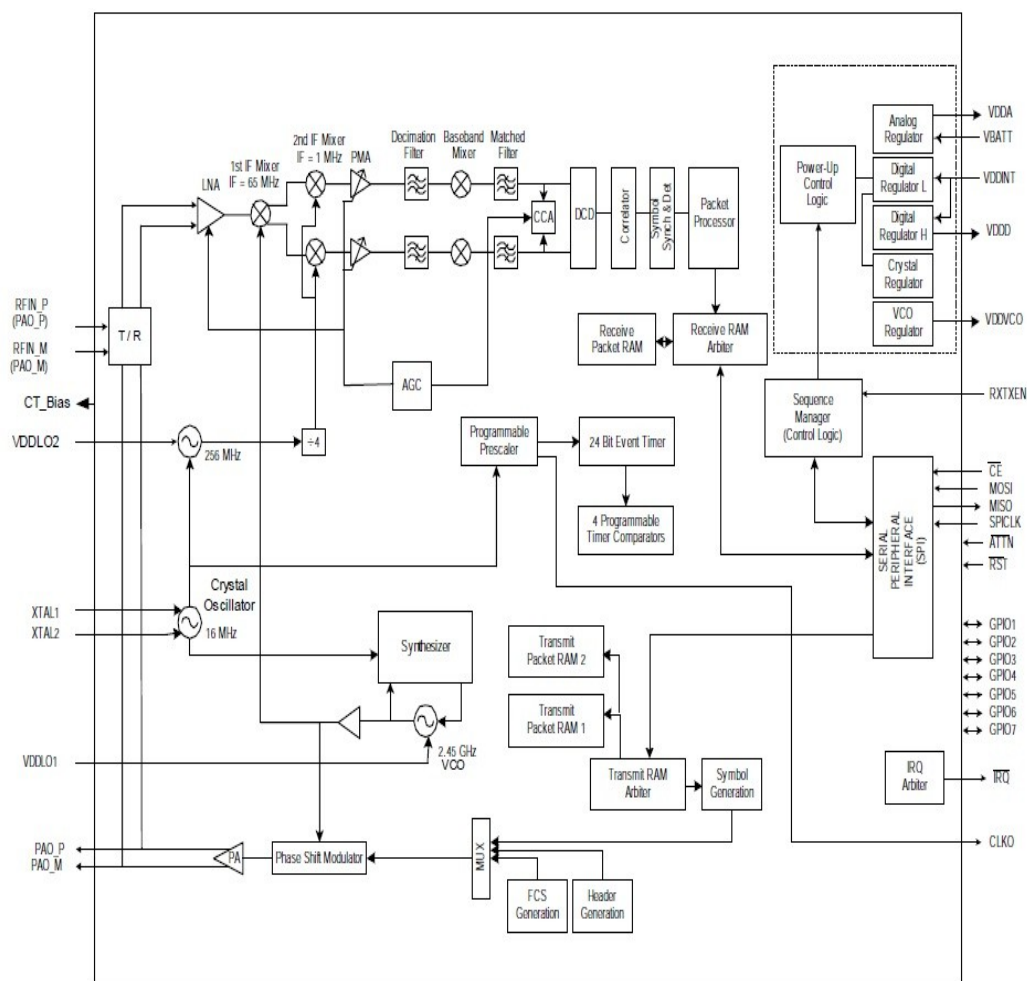 2nd IF Mixer
IF = 1 MHz
1st IF Mixer
IF = 65 MHz
LNA
PMA
Decimation
Filter
Baseband
Mixer
Matched
Filter
CCA
DCD
Correlator
Symbol
Synch & Det
Packet
Processor
Power-Up
Control
Logic
Analog
Regulator
Digital
Regulator L
Digital
Regulator H
Crystal
Regulator
VCO
Regulator
VDDA
VBATT
VDDINT
VDDD
VDDVCO
RFIN_P
(PAO_P)
RFIN_M
(PAO_M)
T / R
CT_Bias
VDDLO2
256 MHz
÷4
AGC
Receive
Packet RAM
Receive RAM
Arbiter
Programmable
Prescaler
24 Bit Event Timer
4 Programmable
Timer Comparators
Sequence
Manager
(Control Logic)
RXTXEN
SERIAL
PERIPHERAL
INTERFACE
(SPI)
CE
MOSI
MISO
SPICLK
ATTN
RST
XTAL1
XTAL2
Crystal
Oscillator
16 MHz
Synthesizer
2.45 GHz
VCO
VDDLO1
Transmit
Packet RAM 2
Transmit
Packet RAM 1
Transmit RAM
Arbiter
Symbol
Generation
GPIO1
GPIO2
GPIO3
GPIO4
GPIO5
GPIO6
GPIO7
IRQ
Arbiter
IRQ
CLKO
PAO_P
PAO_M
PA
Phase Shift Modulator
MUX
FCS
Generation
Header
Generation